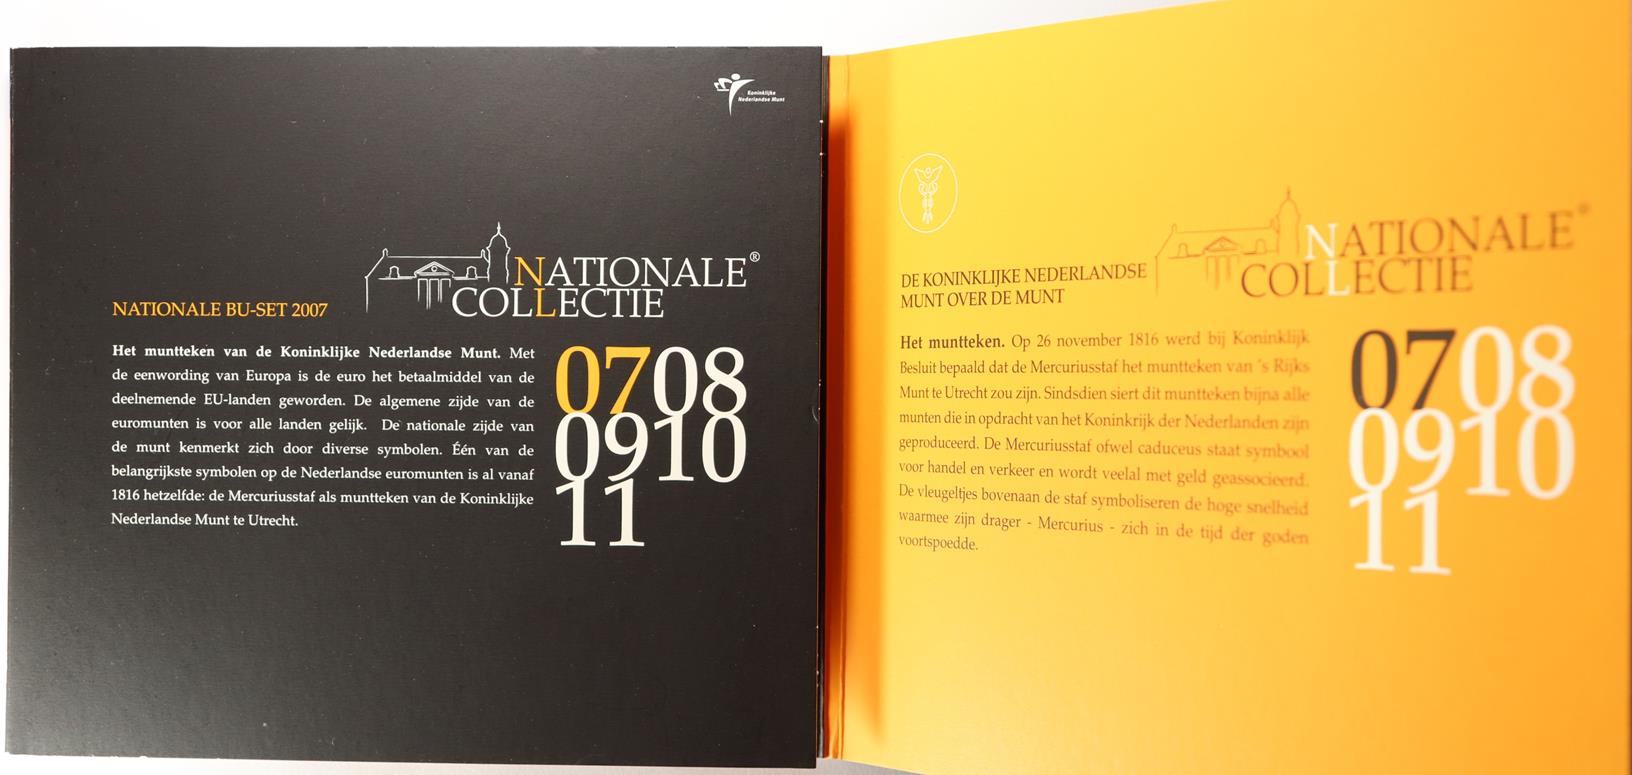 Koninklijke
Nederlandse Munt
NATIONALE
COLLECTIE®
NATIONALE BU-SET 2007
Het muntteken van de Koninklijke Nederlandse Munt. Met
de eenwording van Europa is de euro het betaalmiddel van de
deelnemende EU-landen geworden. De algemene zijde van de
euromunten is voor alle landen gelijk. De nationale zijde van
de munt kenmerkt zich door diverse symbolen. Één van de
belangrijkste symbolen op de Nederlandse euromunten is al vanaf
1816 hetzelfde: de Mercuriusstaf als muntteken van de Koninklijke
Nederlandse Munt te Utrecht.
0708
0910
11
DE KONINKLIJKE NEDERLANDSE
MUNT OVER DE MUNT
NATIONALE®
COLLECTIE
Het muntteken. Op 26 november 1816 werd bij Koninklijk
Besluit bepaald dat de Mercuriusstaf het muntteken van 's Rijks
Munt te Utrecht zou zijn. Sindsdien siert dit muntteken bijna alle
munten die in opdracht van het Koninkrijk der Nederlanden zijn
geproduceerd. De Mercuriusstaf ofwel caduceus staat symbool
voor handel en verkeer en wordt veelal met geld geassocieerd.
De vleugeltjes bovenaan de staf symboliseren de hoge snelheid
waarmee zijn drager - Mercurius - zich in de tijd der goden
voortspoedde.
0708
0910
11